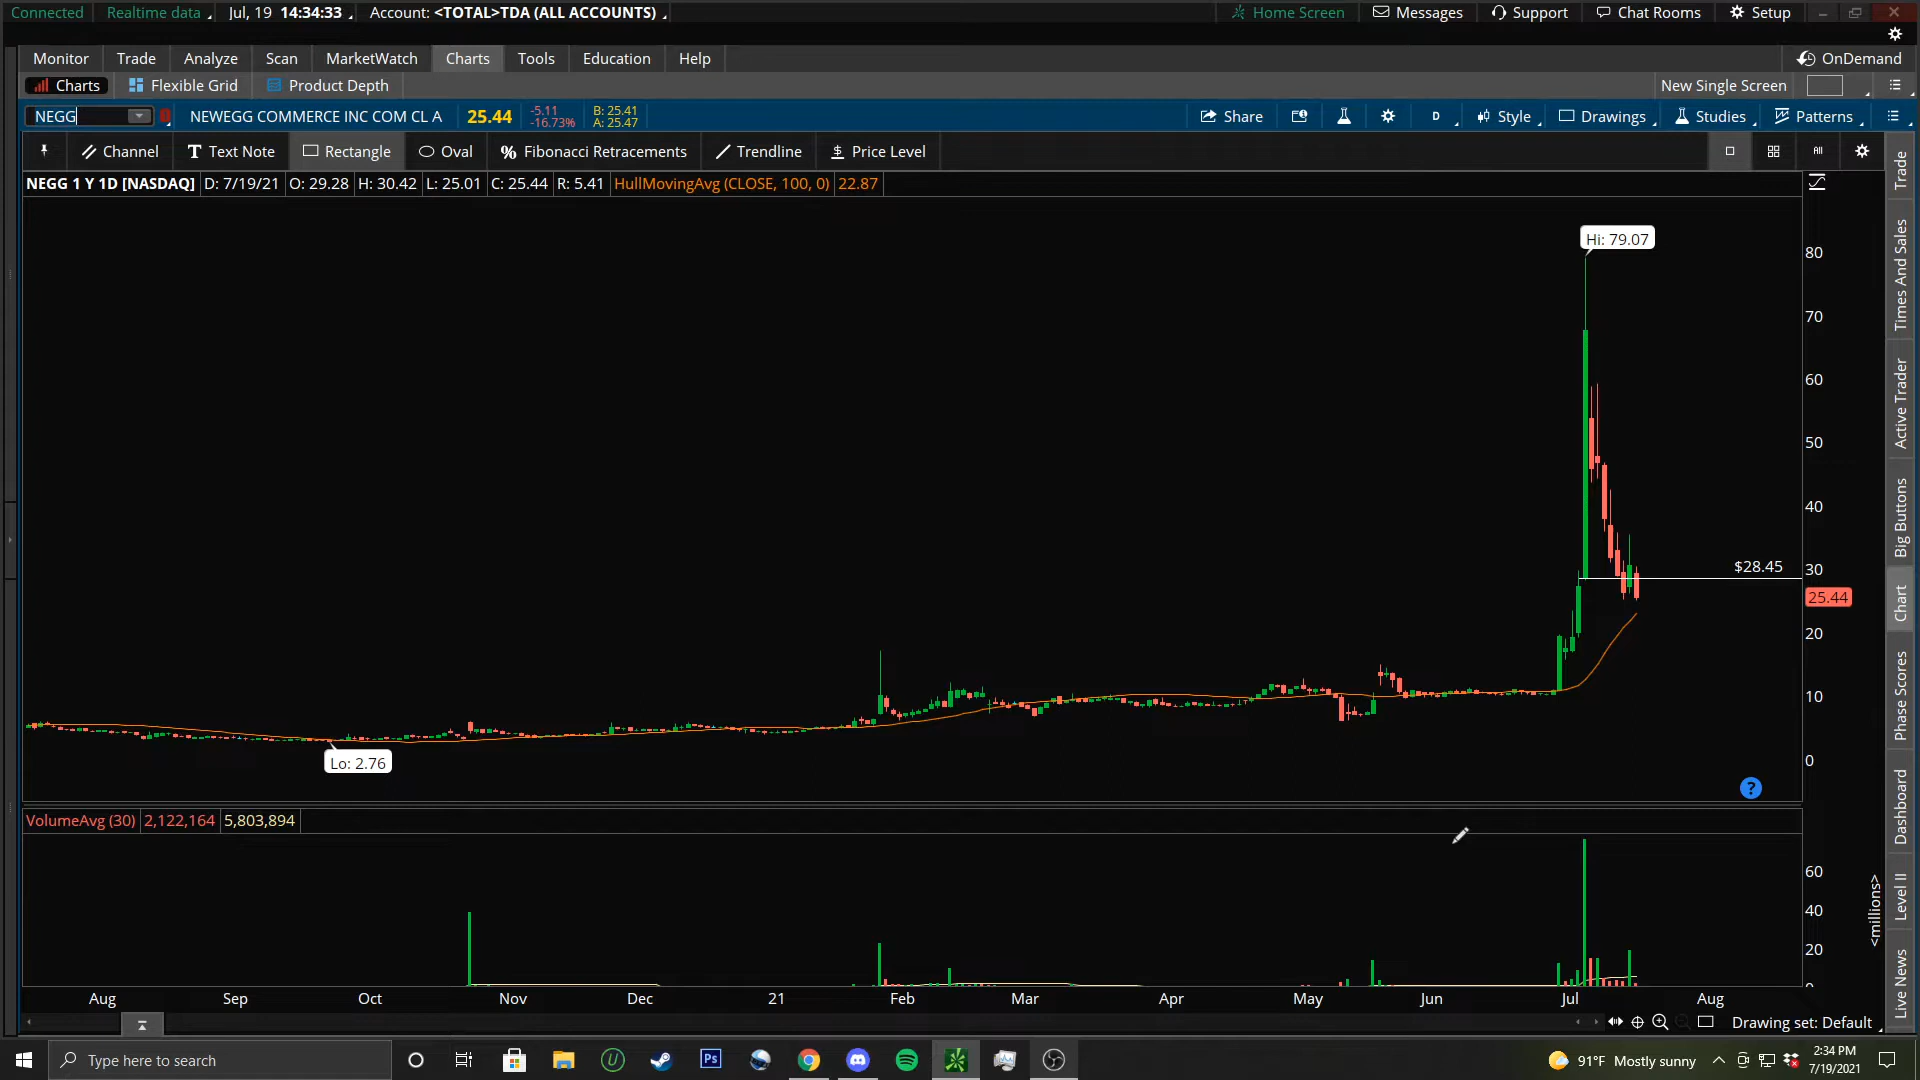 Connected Realtime data Jul, 19 14:34:33 Account: <TOTAL>TDA (ALL ACCOUNTS) Home Screen Messages Support Chat Rooms Setup
Monitor Trade Analyze Scan MarketWatch Charts Tools Education Help OnDemand
Charts Flexible Grid Product Depth New Single Screen
NEGG NEWEGG COMMERCE INC COM CL A 25.44 -5.11 -16.73% B: 25.41 A: 25.47 Share D Style Drawings Studies Patterns
Channel Text Note Rectangle Oval Fibonacci Retracements Trendline $ Price Level All
NEGG 1 Y 1D [NASDAQ] D: 7/19/21 O: 29.28 H: 30.42 L: 25.01 C: 25.44 R: 5.41 HullMovingAvg (CLOSE, 100, 0) 22.87
Hi: 79.07
80
70
60
50
40
$28.45
30
25.44
20
10
0
Lo: 2.76
?
VolumeAvg (30) 2,122,164 5,803,894
60
40
20
0
<millions>
Aug Sep Oct Nov Dec 21 Feb Mar Apr May Jun Jul Aug
Drawing set: Default
Trade
Times And Sales
Active Trader
Big Buttons
Chart
Phase Scores
Dashboard
Level II
Live News
Type here to search Ps 91°F Mostly sunny 2:34 PM
7/19/2021